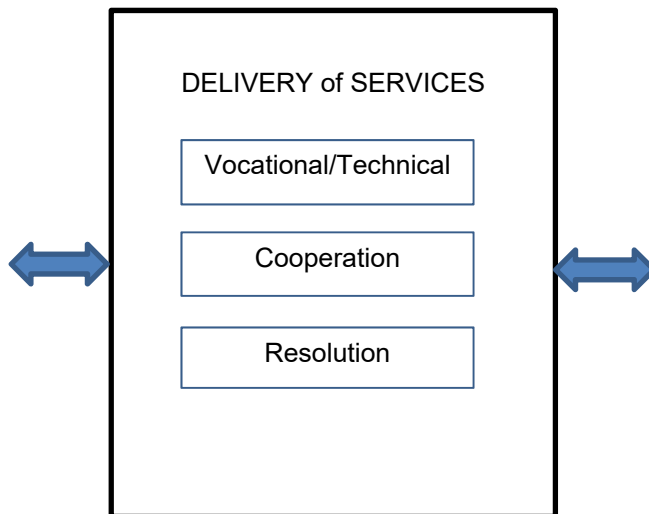 DELIVERY of SERVICES
Vocational/Technical
Cooperation
Resolution